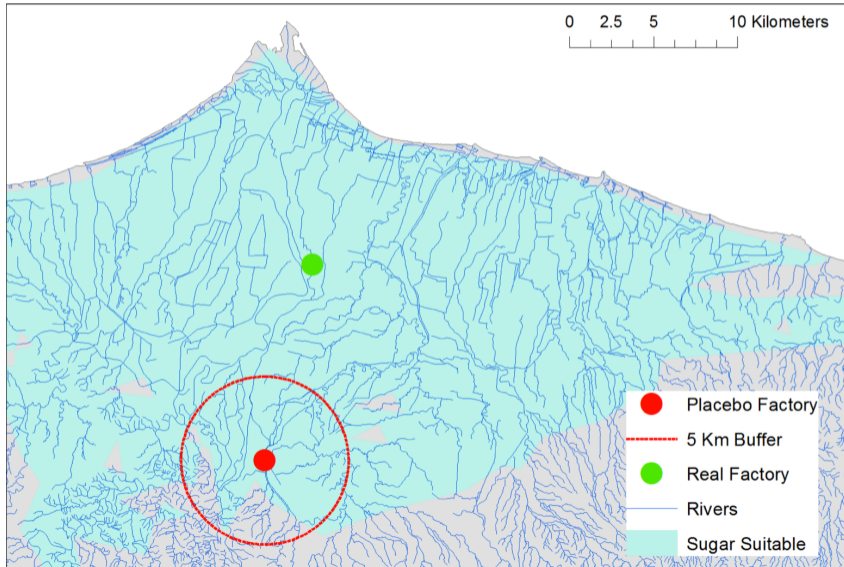 0 2.5 5 10 Kilometers
Placebo Factory
5 Km Buffer
Real Factory
Rivers
Sugar Suitable